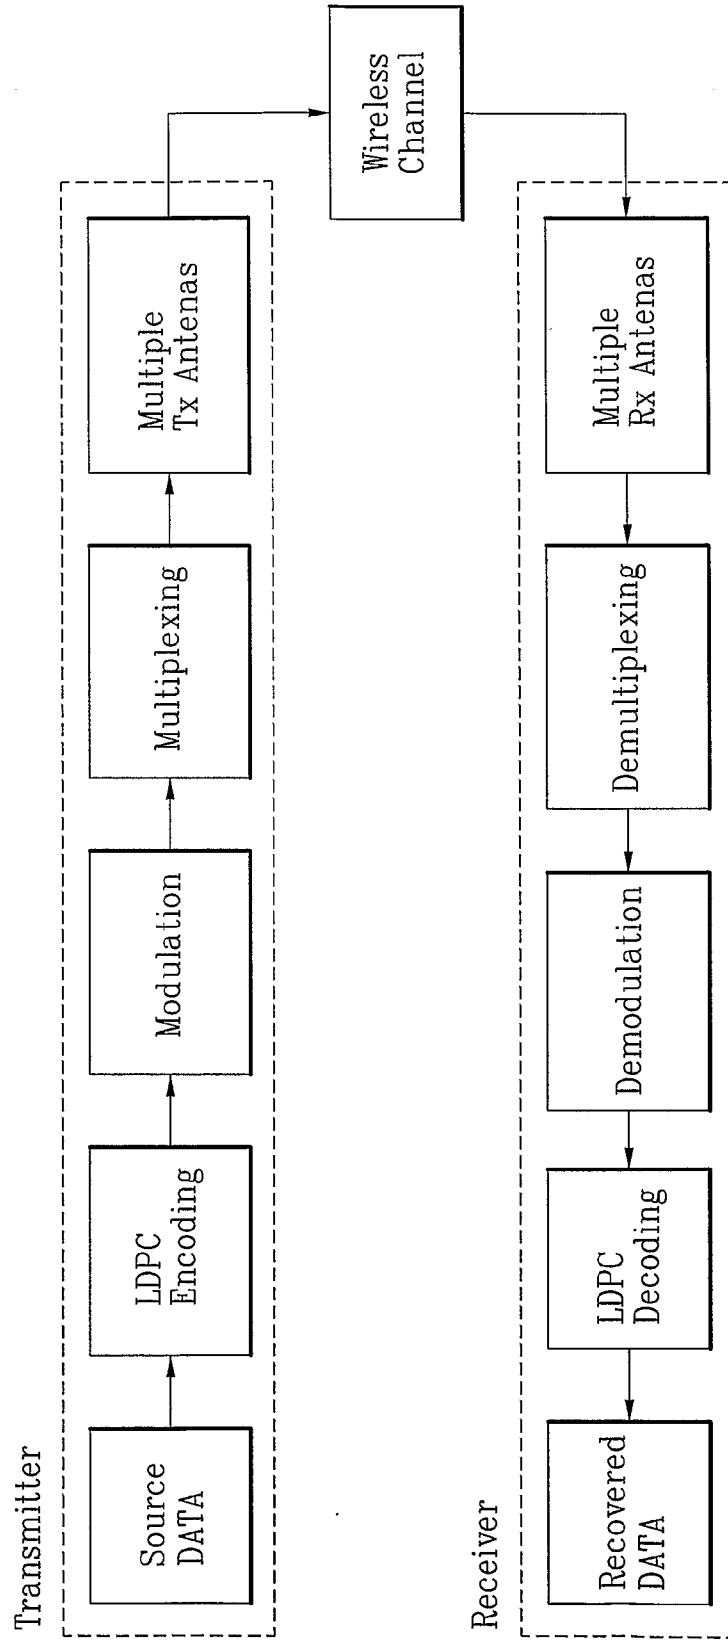 Transmitter
Source
DATA
LDPC
Encoding
Modulation
Multiplexing
Multiple
Tx Antenas
Wireless
Channel
Receiver
Recovered
DATA
LDPC
Decoding
Demodulation
Demultiplexing
Multiple
Rx Antenas